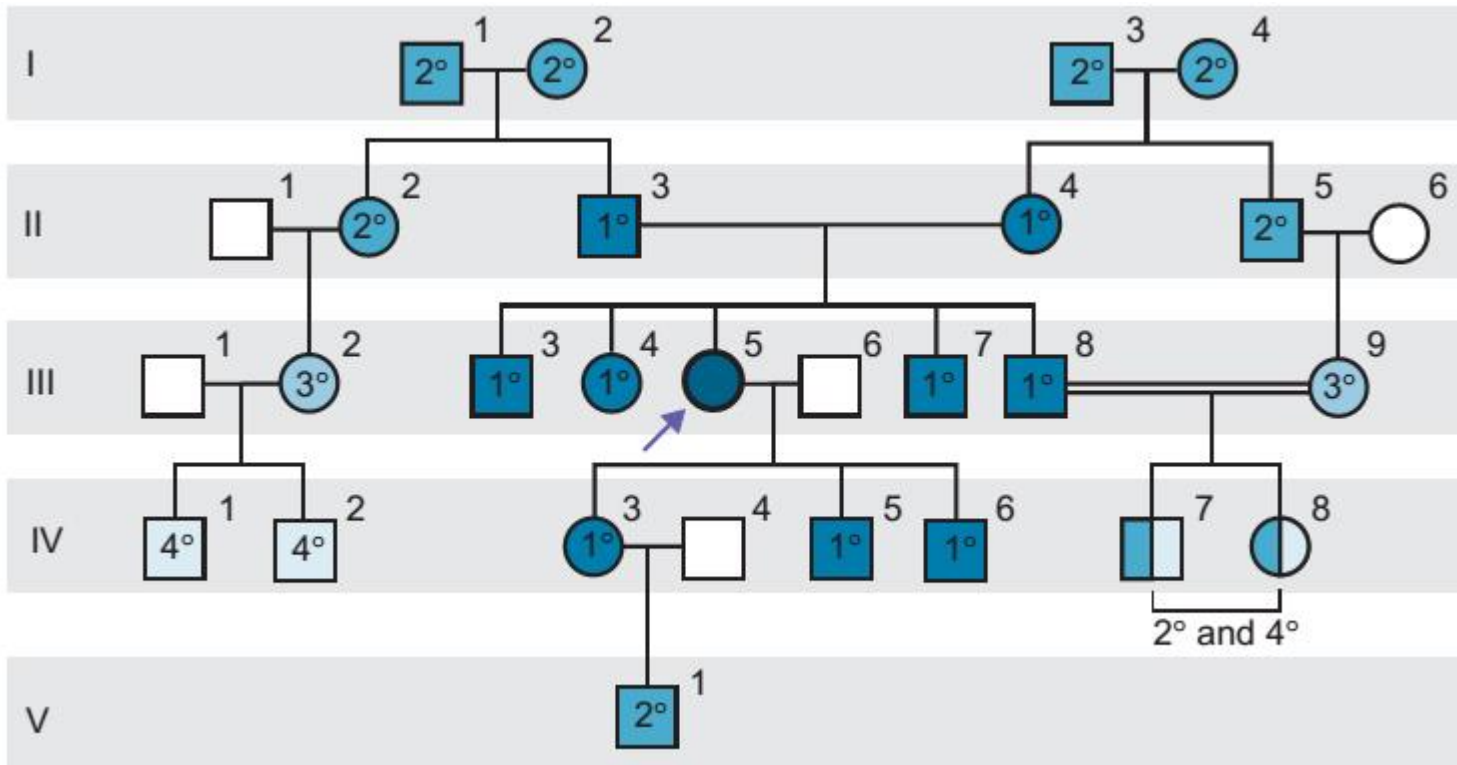 1 2 3 4
I 2° 2° 2° 2°
1 2 3 4 5 6
II 2° 1° 1° 2°
1 2 3 4 5 6 7 8 9
III 3° 1° 1° 1° 1° 3°
1 2 3 4 5 6 7 8
IV 4° 4° 1° 1° 1°
2° and 4°
1
V 2°